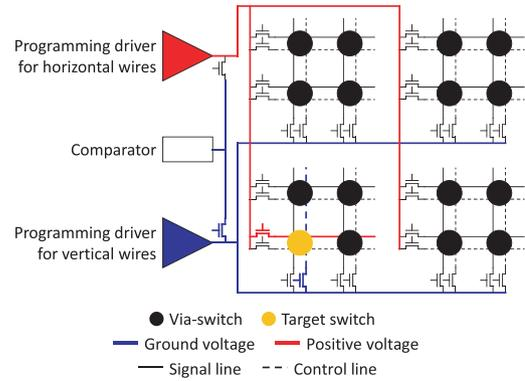 Programming driver
for horizontal wires
Comparator
Programming driver
for vertical wires
Via-switch Target switch
Ground voltage Positive voltage
Signal line Control line